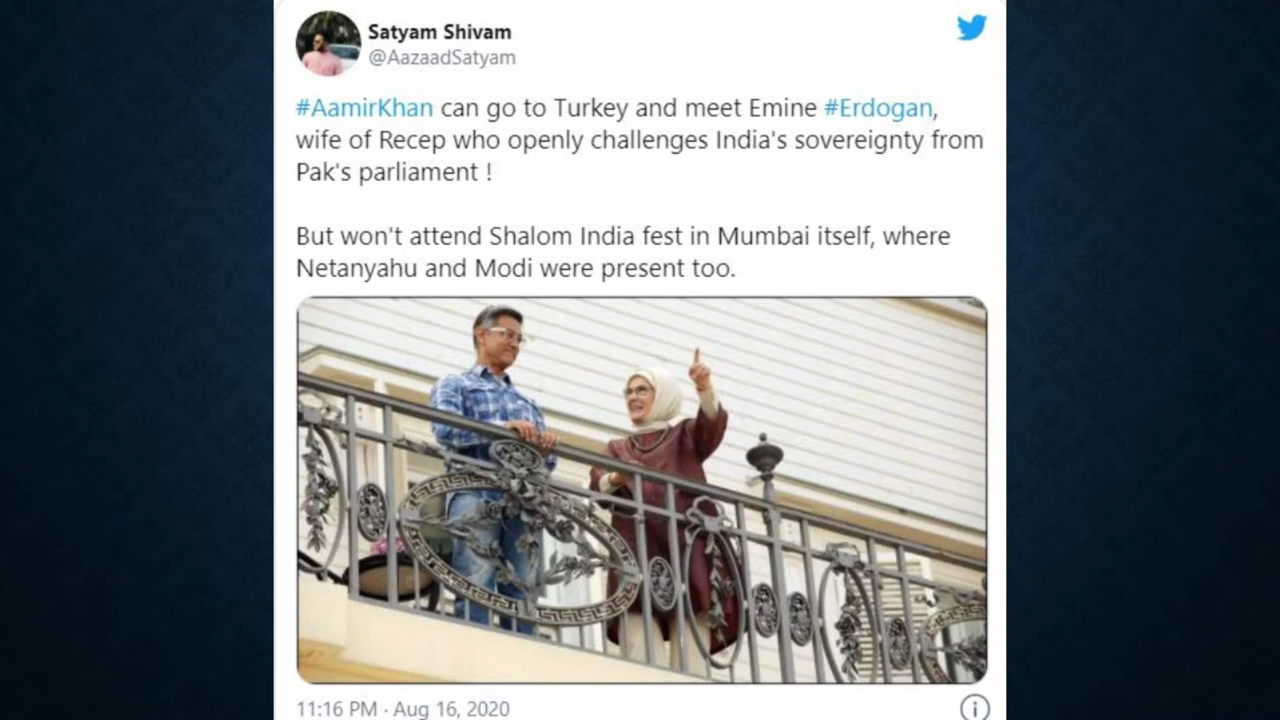 Satyam Shivam
@AazaadSatyam
#AamirKhan can go to Turkey and meet Emine #Erdogan,
wife of Recep who openly challenges India's sovereignty from
Pak's parliament !
But won't attend Shalom India fest in Mumbai itself, where
Netanyahu and Modi were present too.
11:16 PM · Aug 16, 2020